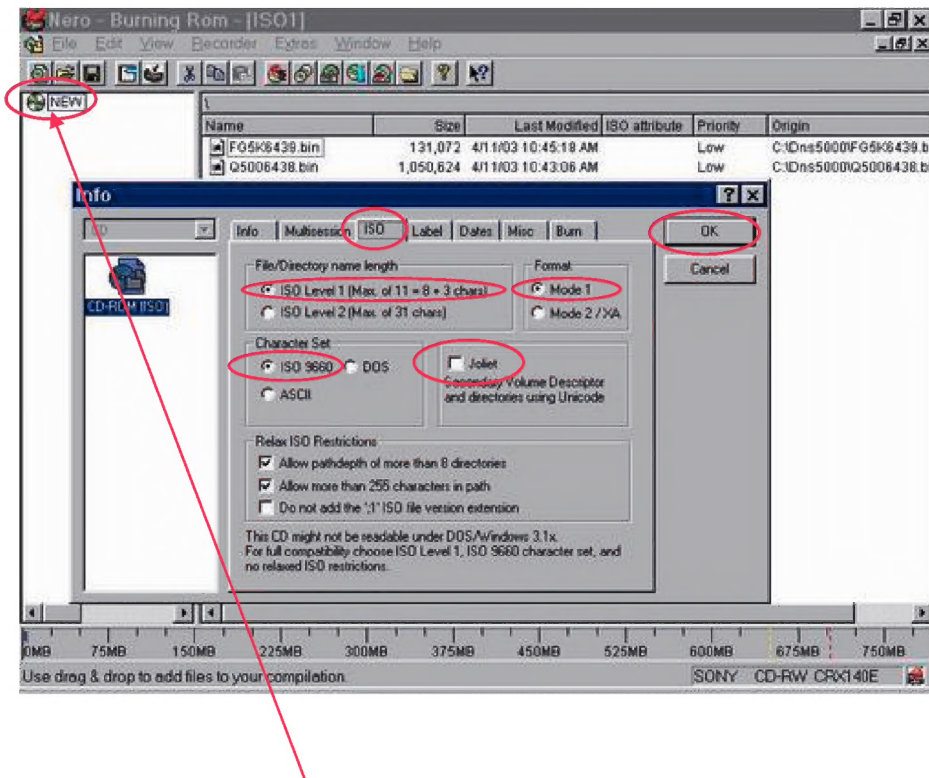 Nero - Burning Rom - [ISO1]
File Edit View Recorder Extras Window Help
NEW
\
Name Size Last Modified ISO attribute Priority Origin
FG5K6439.bin 131,072 4/11/03 10:45:18 AM Low C:\Dns5000\FG5K6439.b
Q5006438.bin 1,050,624 4/11/03 10:43:06 AM Low C:\Dns5000\Q5006438.b
Info
CD
Info Multisession ISO Label Dates Misc Burn
OK
Cancel
CD-ROM (ISO)
File/Directory name length
ISO Level 1 (Max. of 11 = 8 + 3 chars)
ISO Level 2 (Max. of 31 chars)
Format
Mode 1
Mode 2 / XA
Character Set
ISO 9660 DOS
ASCII
Joliet
Secondary Volume Descriptor
and directories using Unicode
Relax ISO Restrictions
Allow pathdepth of more than 8 directories
Allow more than 255 characters in path
Do not add the ';1' ISO file version extension
This CD might not be readable under DOS/Windows 3.1x.
For full compatibility choose ISO Level 1, ISO 9660 character set, and
no relaxed ISO restrictions.
0MB 75MB 150MB 225MB 300MB 375MB 450MB 525MB 600MB 675MB 750MB
Use drag & drop to add files to your compilation
SONY CD-RW CRX140E